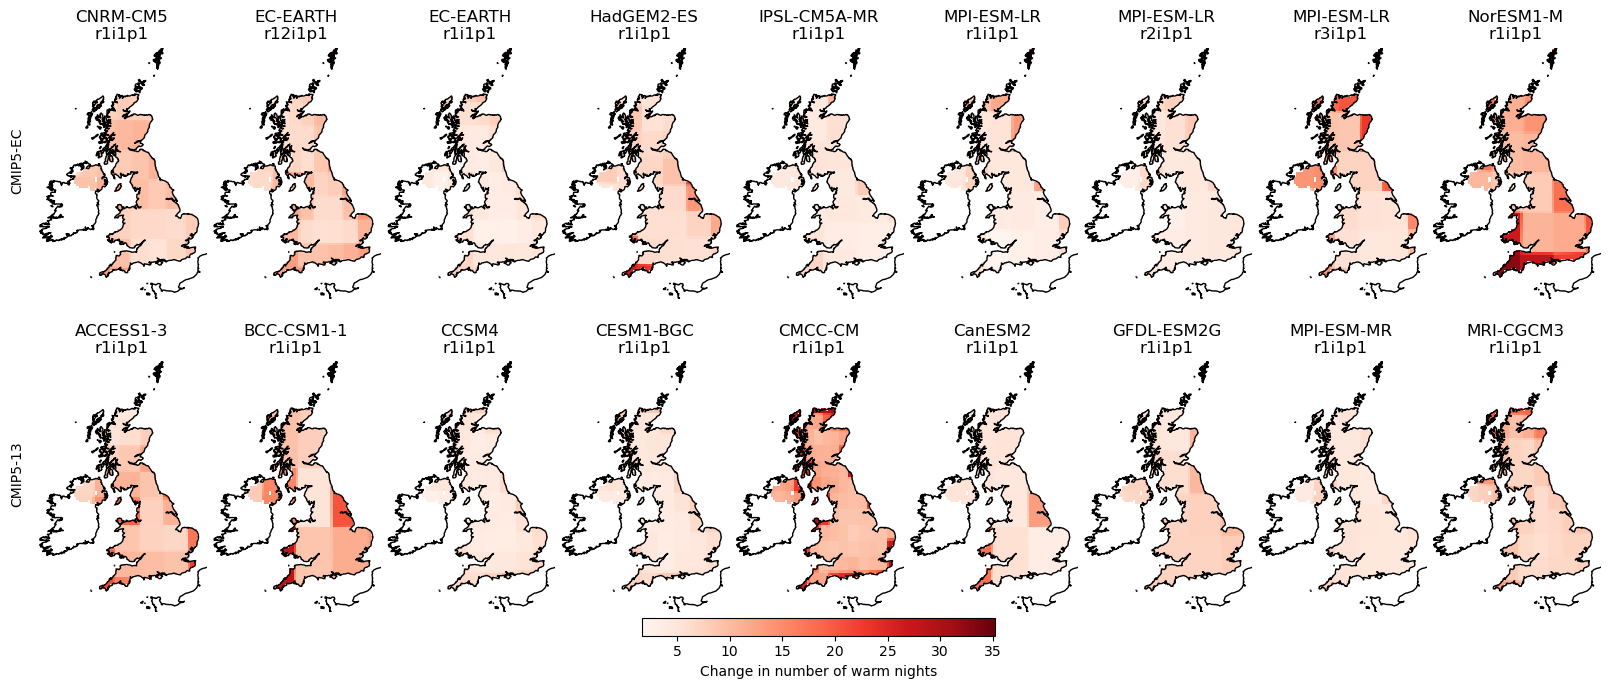 CNRM-CM5
r1i1p1
EC-EARTH
r12i1p1
EC-EARTH
r1i1p1
HadGEM2-ES
r1i1p1
IPSL-CM5A-MR
r1i1p1
MPI-ESM-LR
r1i1p1
MPI-ESM-LR
r2i1p1
MPI-ESM-LR
r3i1p1
NorESM1-M
r1i1p1
CMIP5-EC
ACCESS1-3
r1i1p1
BCC-CSM1-1
r1i1p1
CCSM4
r1i1p1
CESM1-BGC
r1i1p1
CMCC-CM
r1i1p1
CanESM2
r1i1p1
GFDL-ESM2G
r1i1p1
MPI-ESM-MR
r1i1p1
MRI-CGCM3
r1i1p1
CMIP5-13
5 10 15 20 25 30 35
Change in number of warm nights